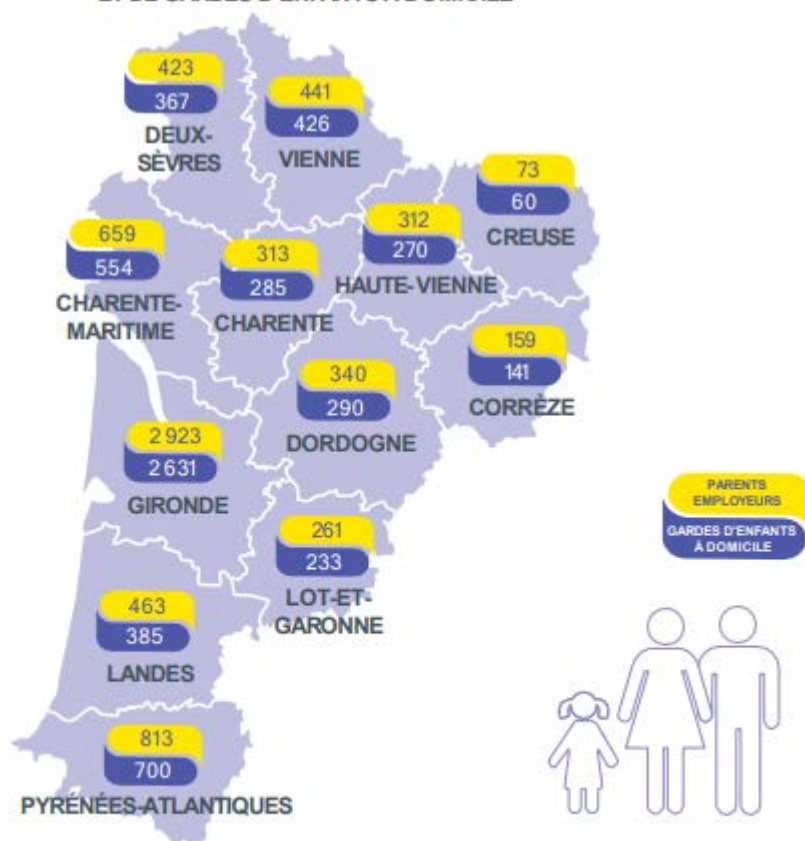 423
367
DEUX-
SÈVRES
441
426
VIENNE
73
60
CREUSE
659
554
CHARENTE-
MARITIME
313
285
CHARENTE
312
270
HAUTE-VIENNE
159
141
CORRÈZE
340
290
DORDOGNE
2 923
2 631
GIRONDE
261
233
LOT-ET-
GARONNE
463
385
LANDES
813
700
PYRÉNÉES-ATLANTIQUES
PARENTS
EMPLOYEURS
GARDES D'ENFANTS
À DOMICILE